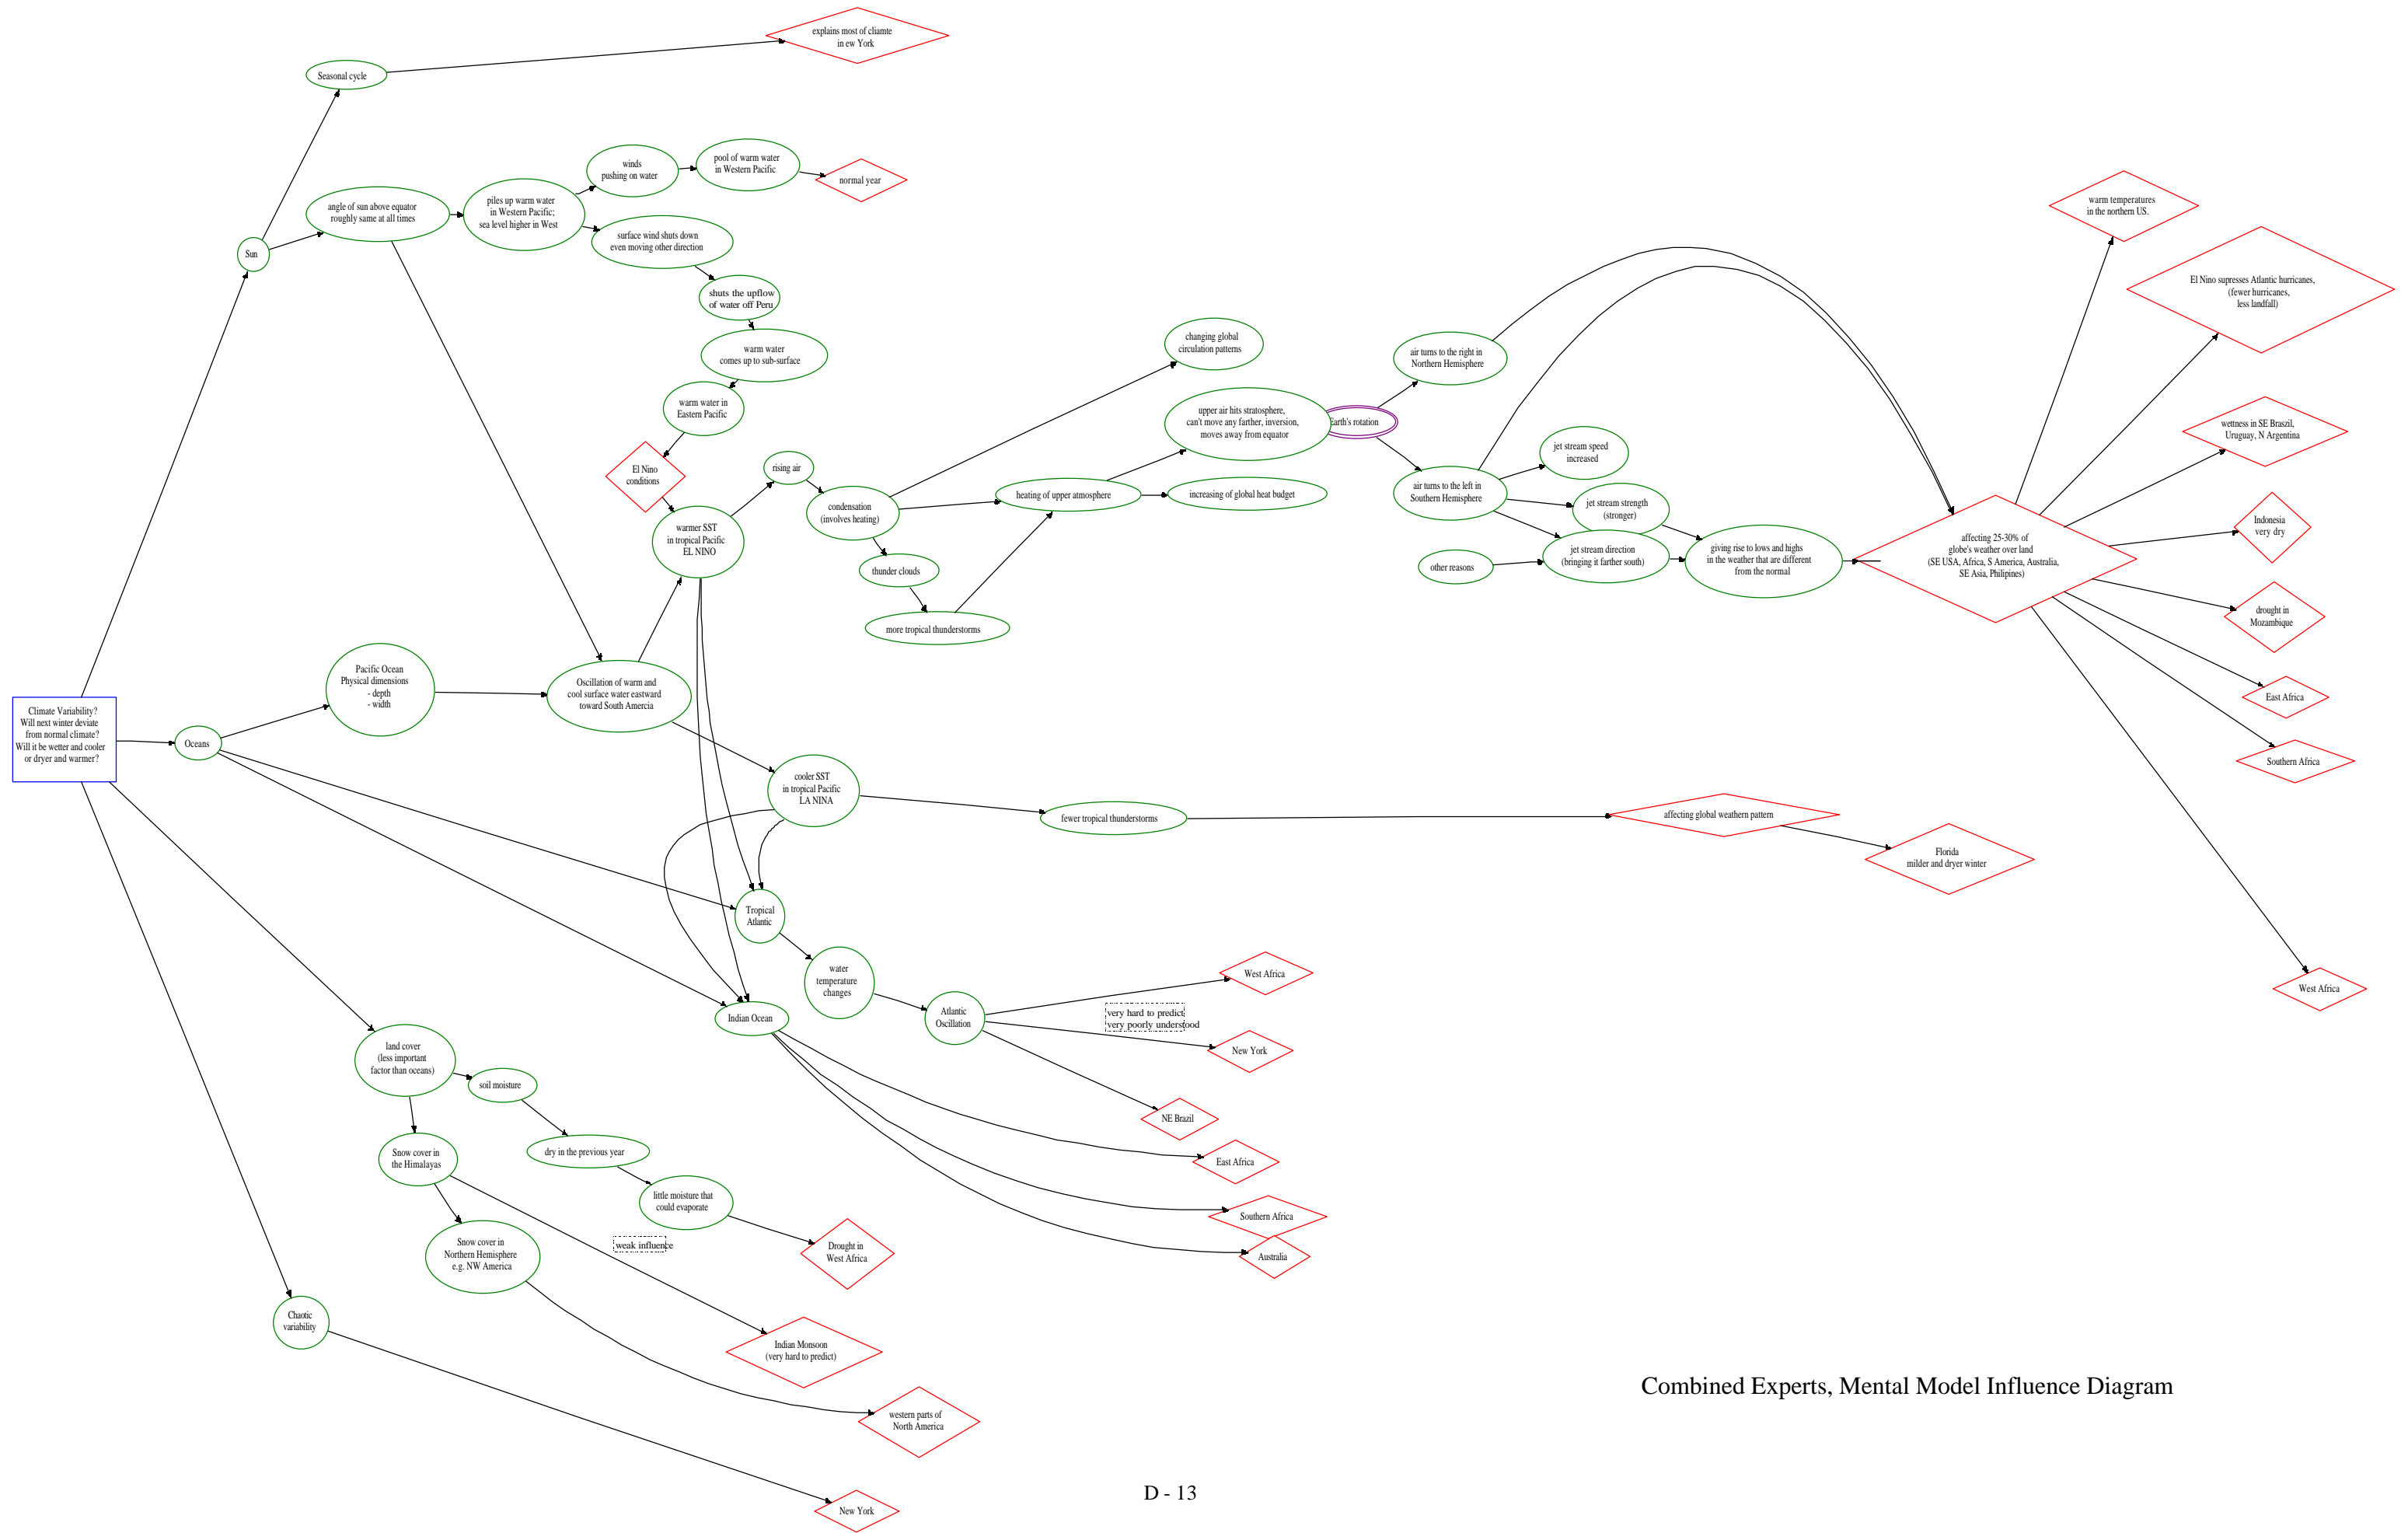 explains most of cliamte
in ew York
Seasonal cycle
winds
pushing on water
pool of warm water
in Western Pacific
normal year
angle of sun above equator
roughly same at all times
piles up warm water
in Western Pacific;
sea level higher in West
surface wind shuts down
even moving other direction
Sun
shuts the upflow
of water off Peru
warm water
comes up to sub-surface
warm water in
Eastern Pacific
El Nino
conditions
warmer SST
in tropical Pacific
EL NINO
rising air
condensation
(involves heating)
thunder clouds
more tropical thunderstorms
changing global
circulation patterns
heating of upper atmosphere
upper air hits stratosphere,
can't move any farther, inversion,
moves away from equator
increasing of global heat budget
Earth's rotation
air turns to the right in
Northern Hemisphere
air turns to the left in
Southern Hemisphere
jet stream speed
increased
jet stream strength
(stronger)
other reasons
jet stream direction
(bringing it farther south)
giving rise to lows and highs
in the weather that are different
from the normal
affecting 25-30% of
globe's weather over land
(SE USA, Africa, S America, Australia,
SE Asia, Philipines)
warm temperatures
in the northern US.
El Nino supresses Atlantic hurricanes,
(fewer hurricanes,
less landfall)
wettness in SE Braszil,
Uruguay, N Argentina
Indonesia
very dry
drought in
Mozambique
East Africa
Southern Africa
West Africa
Climate Variability?
Will next winter deviate
from normal climate?
Will it be wetter and cooler
or dryer and warmer?
Oceans
Pacific Ocean
Physical dimensions
- depth
- width
Oscillation of warm and
cool surface water eastward
toward South Amercia
cooler SST
in tropical Pacific
LA NINA
fewer tropical thunderstorms
affecting global weathern pattern
Florida
milder and dryer winter
Tropical
Atlantic
water
temperature
changes
Atlantic
Oscillation
West Africa
very hard to predict
very poorly understood
New York
NE Brazil
Indian Ocean
East Africa
Southern Africa
Australia
land cover
(less important
factor than oceans)
soil moisture
dry in the previous year
little moisture that
could evaporate
Drought in
West Africa
Snow cover in
the Himalayas
weak influence
Snow cover in
Northern Hemisphere
e.g. NW America
Indian Monsoon
(very hard to predict)
western parts of
North America
Chaotic
variability
New York
Combined Experts, Mental Model Influence Diagram
D - 13